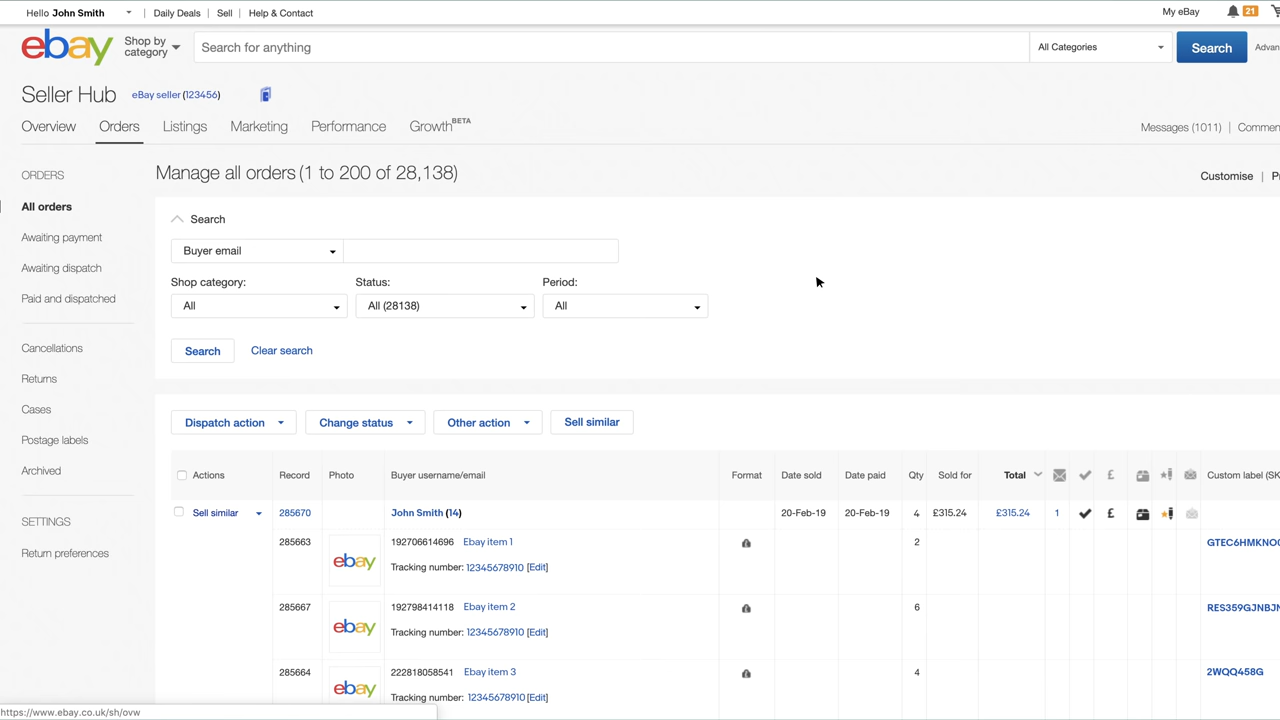 Hello John Smith | Daily Deals | Sell | Help & Contact My eBay 21
ebay Shop by category Search for anything All Categories Search
Seller Hub eBay seller (123456)
Overview Orders Listings Marketing Performance Growth BETA Messages (1011) |
ORDERS
All orders
Awaiting payment
Awaiting dispatch
Paid and dispatched
Cancellations
Returns
Cases
Postage labels
Archived
SETTINGS
Return preferences
Manage all orders (1 to 200 of 28,138) Customise |
Search
Buyer email
Shop category: Status: Period:
All All (28138) All
Search Clear search
Dispatch action Change status Other action Sell similar
Actions Record Photo Buyer username/email Format Date sold Date paid Qty Sold for Total £ Custom label (SK
Sell similar 285670 John Smith (14) 20-Feb-19 20-Feb-19 4 £315.24 £315.24 1 £
285663 192706614696 Ebay item 1 2
ebay Tracking number: 12345678910 [Edit]
285667 192798414118 Ebay item 2 6
ebay Tracking number: 12345678910 [Edit]
285664 222818058541 Ebay item 3 4 2WQQ458G
ebay Tracking number: 12345678910 [Edit]
https://www.ebay.co.uk/sh/ovw